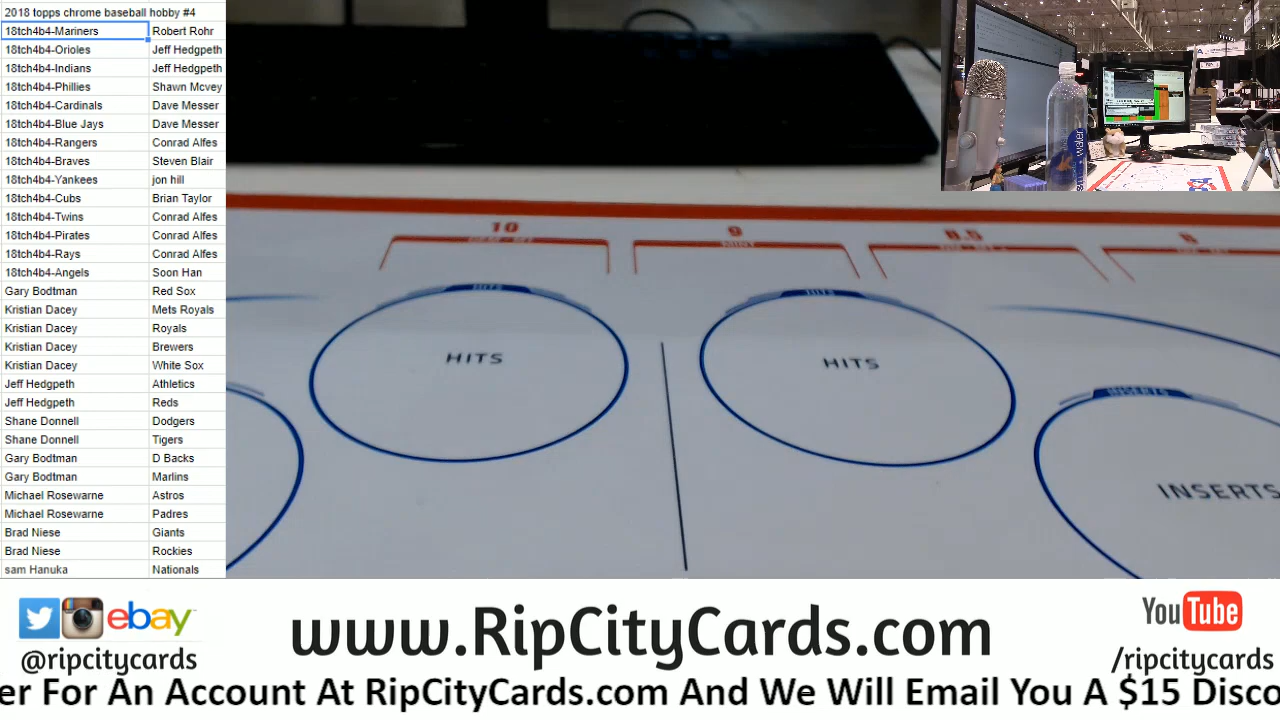 2018 topps chrome baseball hobby #4
18tch4b4-Mariners Robert Rohr
18tch4b4-Orioles Jeff Hedgpeth
18tch4b4-Indians Jeff Hedgpeth
18tch4b4-Phillies Shawn Mcvey
18tch4b4-Cardinals Dave Messer
18tch4b4-Blue Jays Dave Messer
18tch4b4-Rangers Conrad Alfes
18tch4b4-Braves Steven Blair
18tch4b4-Yankees jon hill
18tch4b4-Cubs Brian Taylor
18tch4b4-Twins Conrad Alfes
18tch4b4-Pirates Conrad Alfes
18tch4b4-Rays Conrad Alfes
18tch4b4-Angels Soon Han
Gary Bodtman Red Sox
Kristian Dacey Mets Royals
Kristian Dacey Royals
Kristian Dacey Brewers
Kristian Dacey White Sox
Jeff Hedgpeth Athletics
Jeff Hedgpeth Reds
Shane Donnell Dodgers
Shane Donnell Tigers
Gary Bodtman D Backs
Gary Bodtman Marlins
Michael Rosewarne Astros
Michael Rosewarne Padres
Brad Niese Giants
Brad Niese Rockies
sam Hanuka Nationals
10 9 8.5
HITS HITS
HITS HITS
INSERTS
INSERTS
water
ebay
@ripcitycards
www.RipCityCards.com
YouTube
/ripcitycards
er For An Account At RipCityCards.com And We Will Email You A $15 Disco